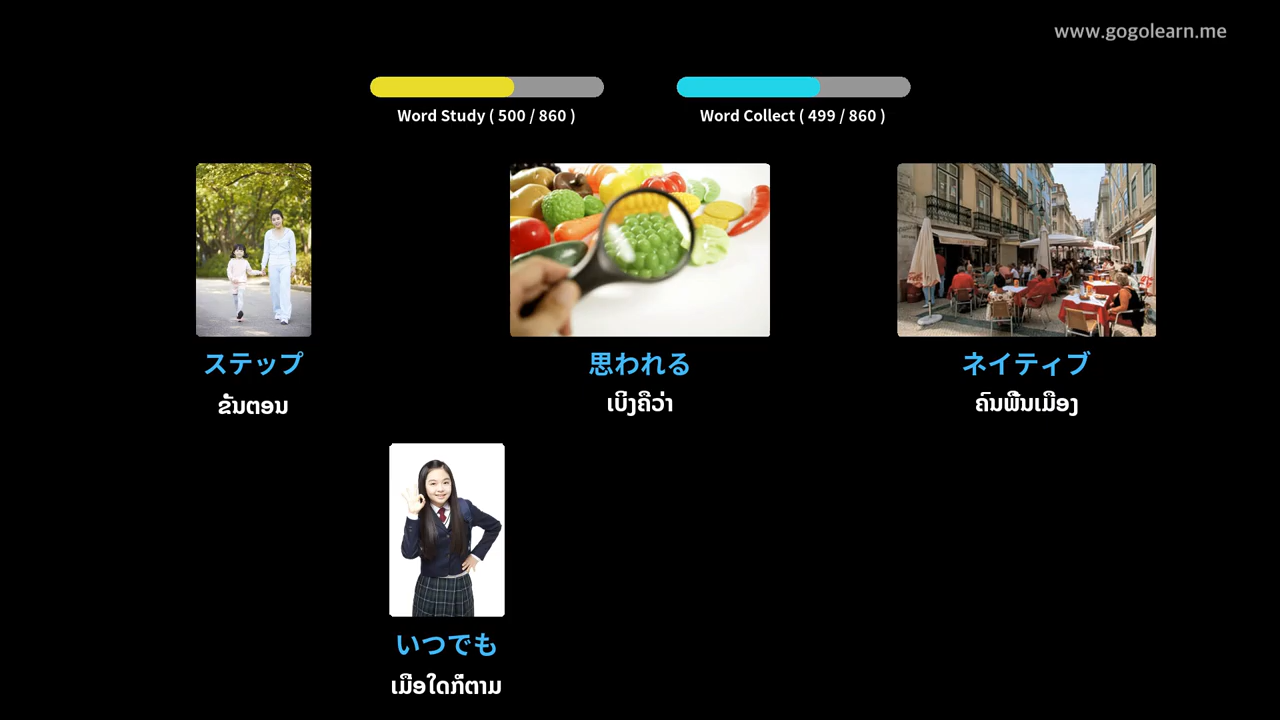 www.gogolearn.me
Word Study ( 500 / 860 )
Word Collect ( 499 / 860 )
ステップ
ຂັ້ນຕອນ
思われる
ເບິ່ງຄືວ່າ
ネイティブ
ຄົນພື້ນເມືອງ
いつでも
ເມື່ອໃດກໍ່ຕາມ